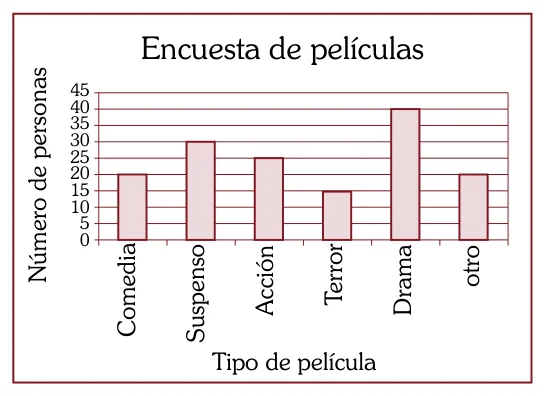 Encuesta de películas
Número de personas
45
40
35
30
25
20
15
10
5
0
Comedia
Suspenso
Acción
Terror
Drama
otro
Tipo de película